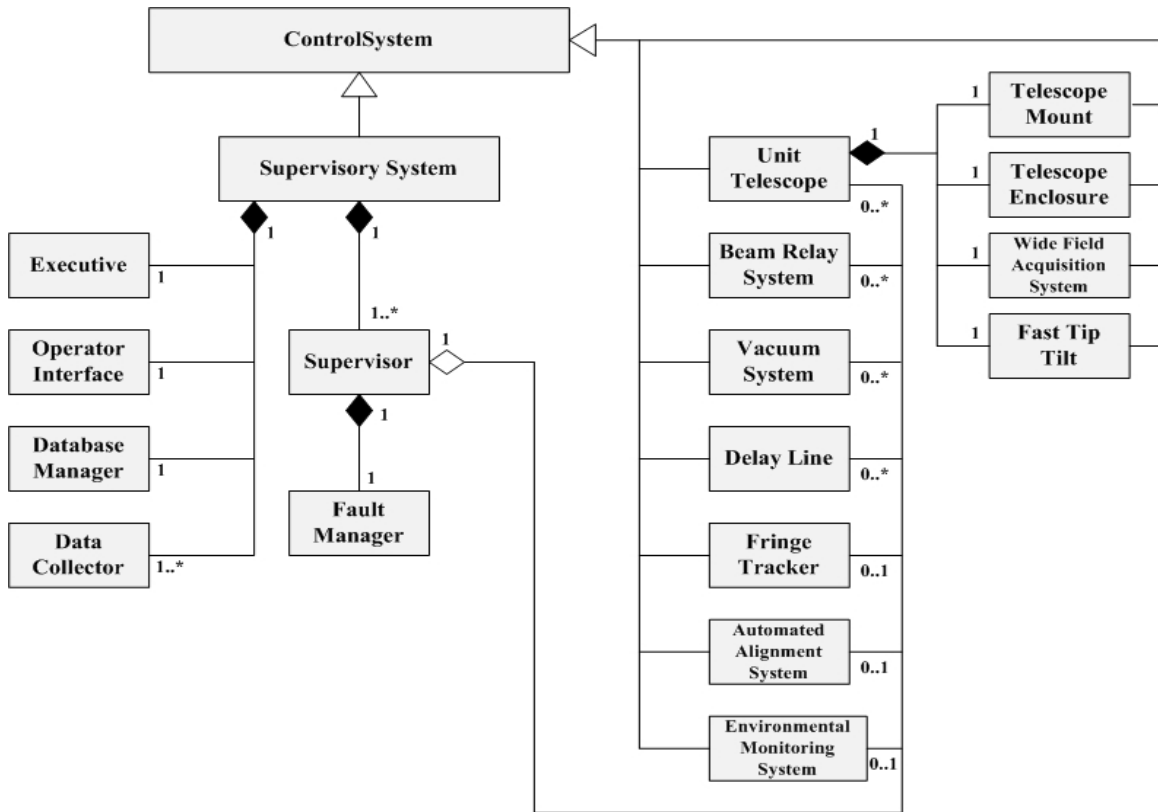 ControlSystem
Supervisory System
1
1
Executive
1
Operator
Interface
1
Database
Manager
1
Data
Collector
1..*
1..*
Supervisor
1
1
1
Fault
Manager
Unit
Telescope
1
0..*
Beam Relay
System
0..*
Vacuum
System
0..*
Delay Line
0..*
Fringe
Tracker
0..1
Automated
Alignment
System
0..1
Environmental
Monitoring
System
0..1
1
Telescope
Mount
1
Telescope
Enclosure
1
Wide Field
Acquisition
System
1
Fast Tip
Tilt